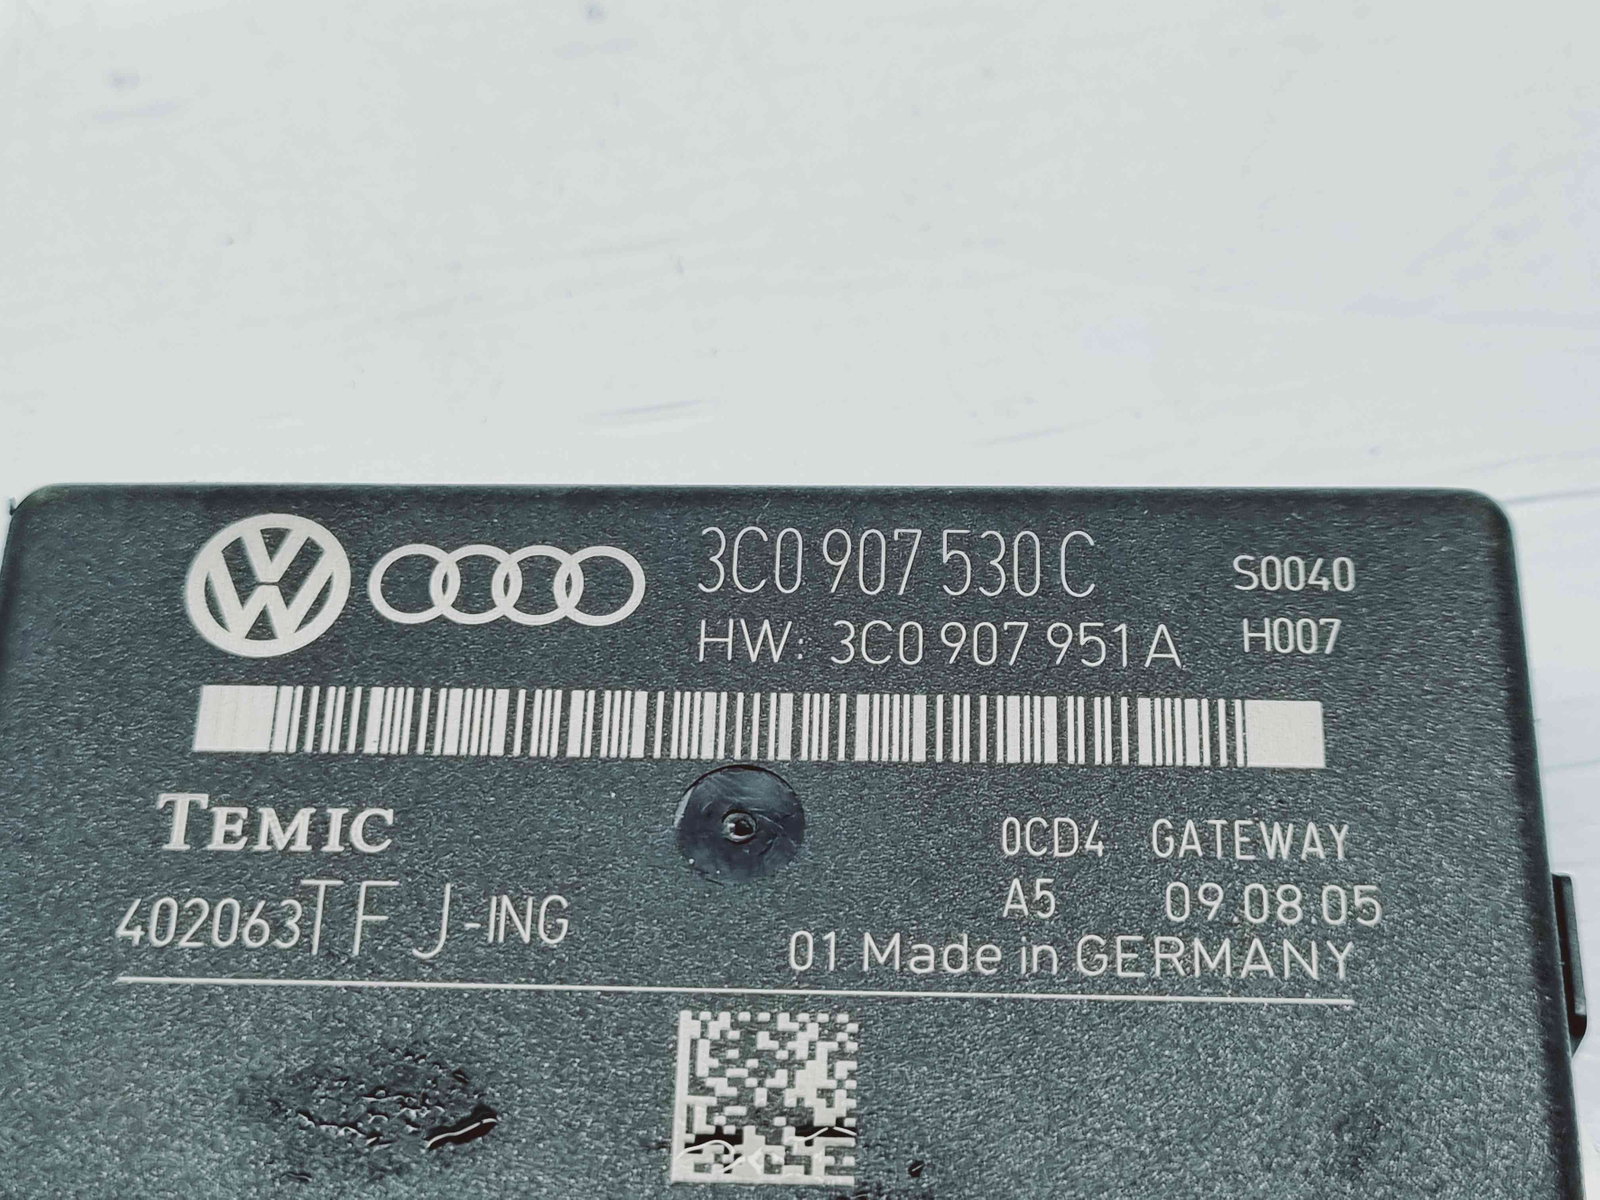 3C0 907 530 C S0040
HW: 3C0 907 951 A H007
TEMIC 0CD4 GATEWAY
402063TFJ-ING A5 09.08.05
01 Made in GERMANY